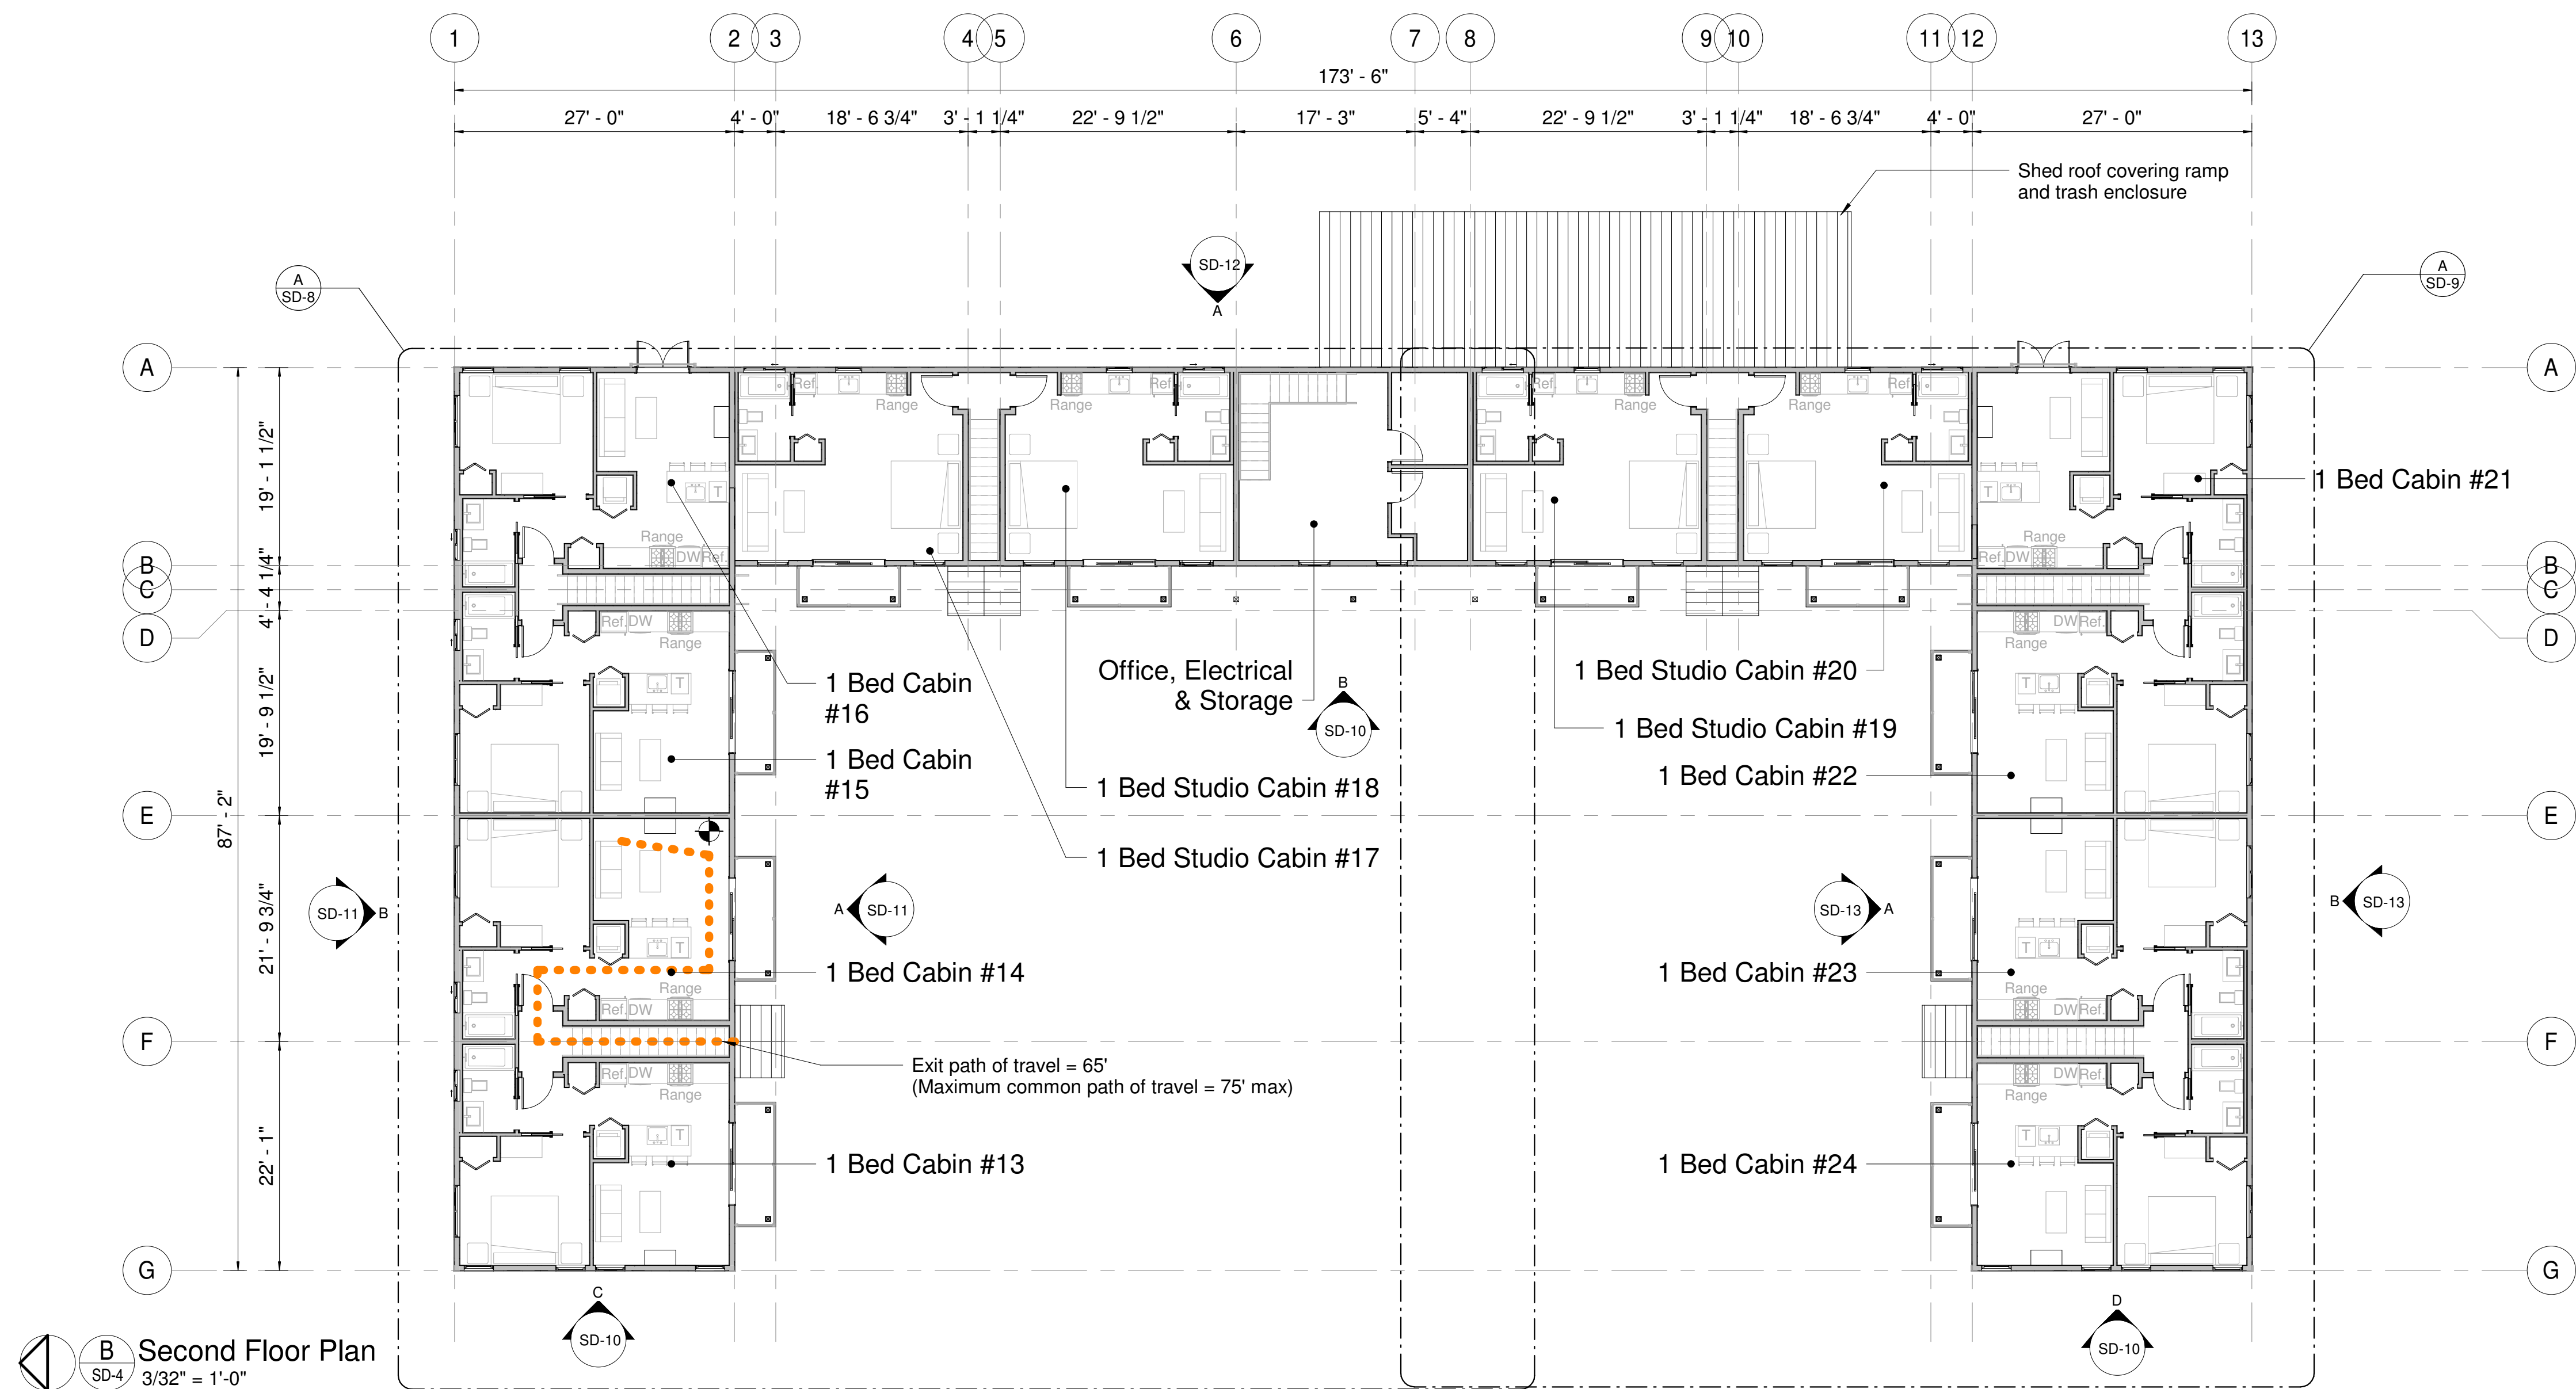 1 2 3 4 5 6 7 8 9 10 11 12 13
173' - 6"
27' - 0" 4' - 0" 18' - 6 3/4" 3' - 1 1/4" 22' - 9 1/2" 17' - 3" 5' - 4" 22' - 9 1/2" 3' - 1 1/4" 18' - 6 3/4" 4' - 0" 27' - 0"
Shed roof covering ramp
and trash enclosure
A
SD-8
SD-12
A
A
SD-9
A
A
19' - 1 1/2"
Ref.
Range
Range
Ref.
Ref.
Range
Range
Ref.
T
T
1 Bed Cabin #21
Range
DW Ref.
Range
Ref. DW
B
B
C
C
D
D
4' - 4 1/4"
Ref. DW
Range
DW Ref.
Range
19' - 9 1/2"
T
T
1 Bed Cabin
#16
Office, Electrical
& Storage
B
SD-10
1 Bed Studio Cabin #20
1 Bed Studio Cabin #19
1 Bed Cabin
#15
1 Bed Studio Cabin #18
1 Bed Cabin #22
87' - 2"
E
E
1 Bed Studio Cabin #17
21' - 9 3/4"
SD-11 B
A SD-11
SD-13 A
B SD-13
T
T
1 Bed Cabin #14
1 Bed Cabin #23
Range
Ref. DW
Range
DW Ref.
F
F
Exit path of travel = 65'
(Maximum common path of travel = 75' max)
Ref. DW
Range
DW Ref.
Range
22' - 1"
T
T
1 Bed Cabin #13
1 Bed Cabin #24
G
G
C
SD-10
D
SD-10
B
SD-4
Second Floor Plan
3/32" = 1'-0"